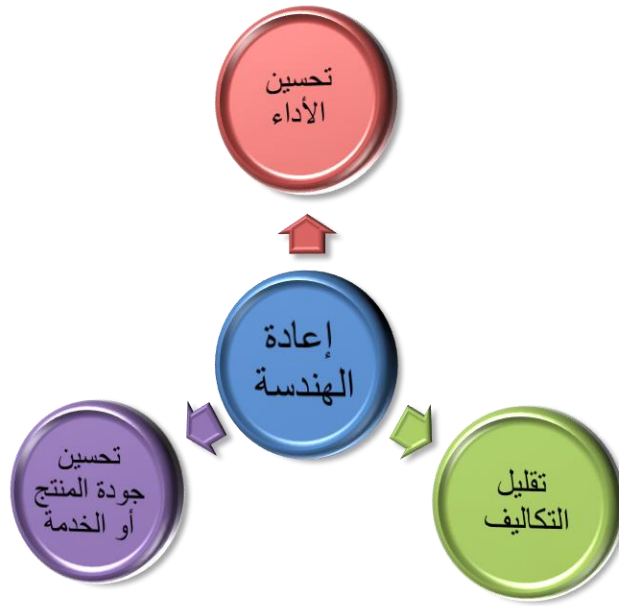 تحسين
الأداء
إعادة
الهندسة
تقليل
التكاليف
تحسين
جودة المنتج
أو الخدمة